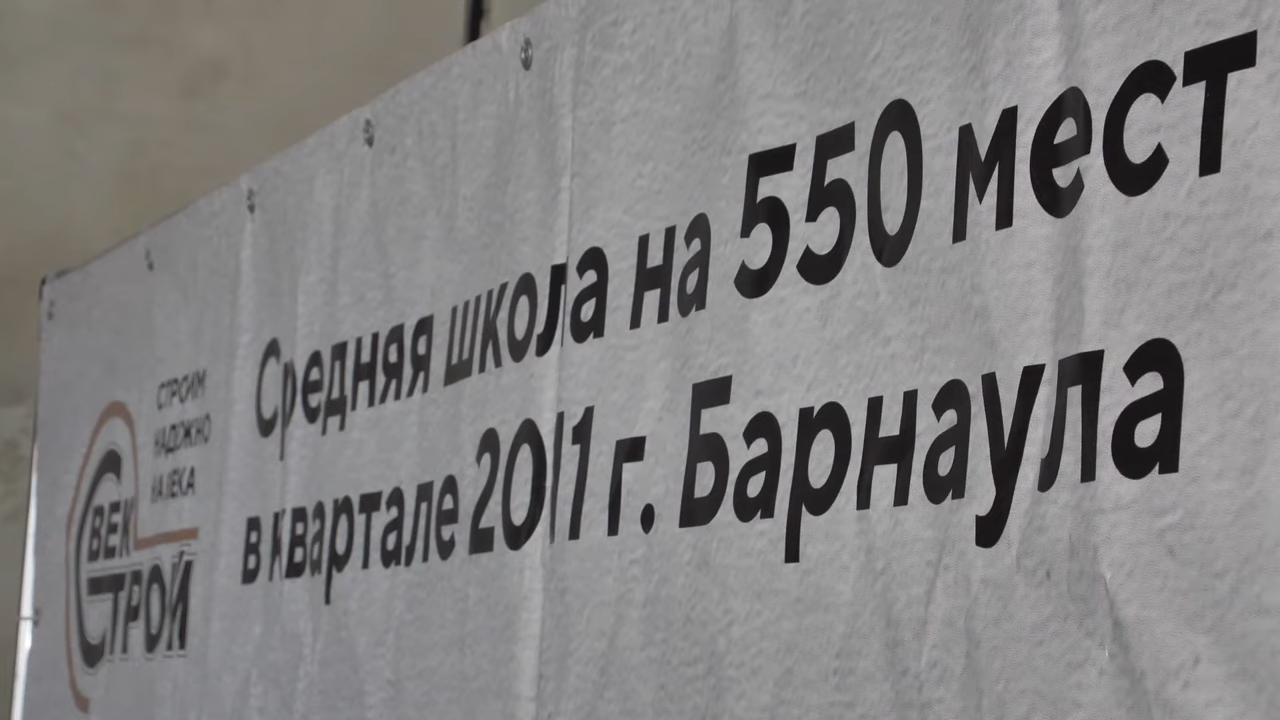 СТРОИМ
НАДЁЖНО
НА ВЕКА
ВЕК
СТРОЙ
Средняя школа на 550 мест
в квартале 2011 г. Барнаула